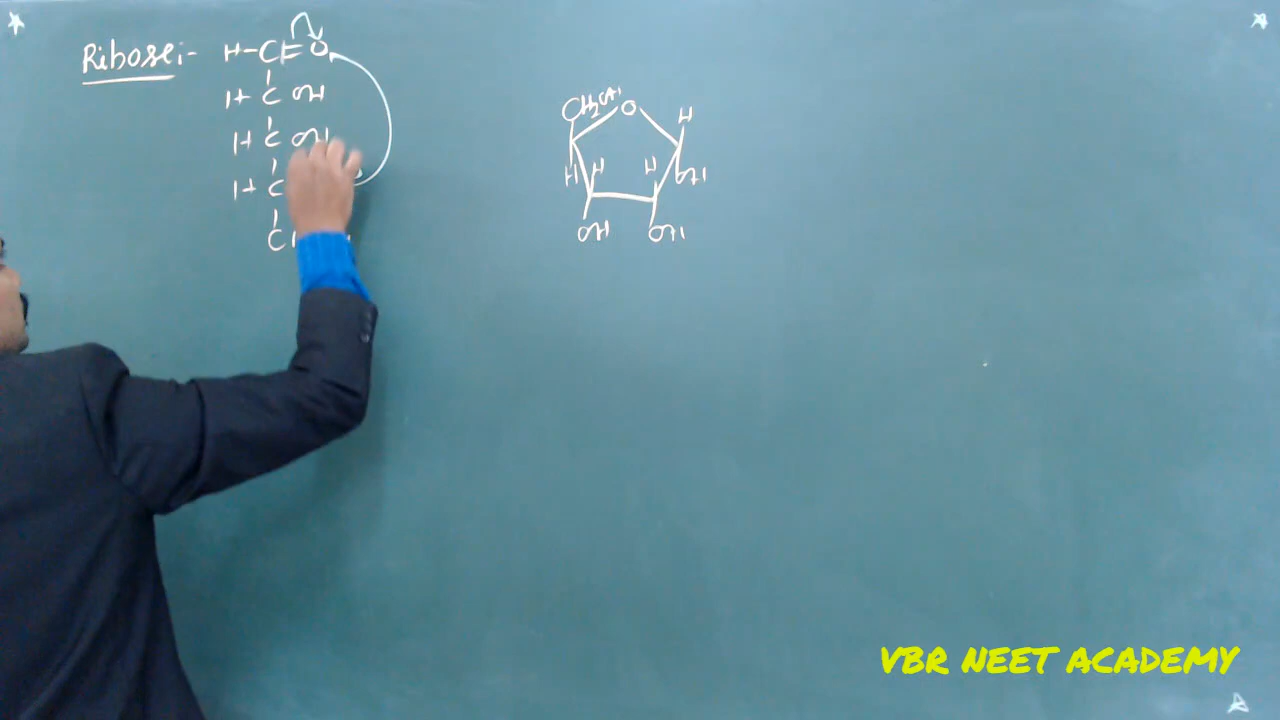 Ribose:-
H-C=O
H C OH
H C OH
H C
C
CH2OH O H
H H H OH
OH OH
VBR NEET ACADEMY